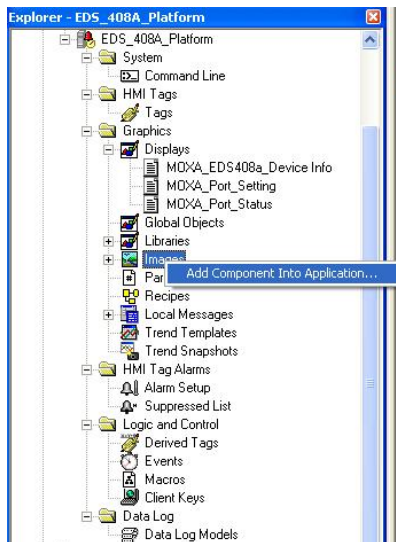 Explorer - EDS_408A_Platform
EDS_408A_Platform
System
Command Line
HMI Tags
Tags
Graphics
Displays
MOXA_EDS408a_Device Info
MOXA_Port_Setting
MOXA_Port_Status
Global Objects
Libraries
Images
Add Component Into Application...
Par
Recipes
Local Messages
Trend Templates
Trend Snapshots
HMI Tag Alarms
Alarm Setup
Suppressed List
Logic and Control
Derived Tags
Events
Macros
Client Keys
Data Log
Data Log Models